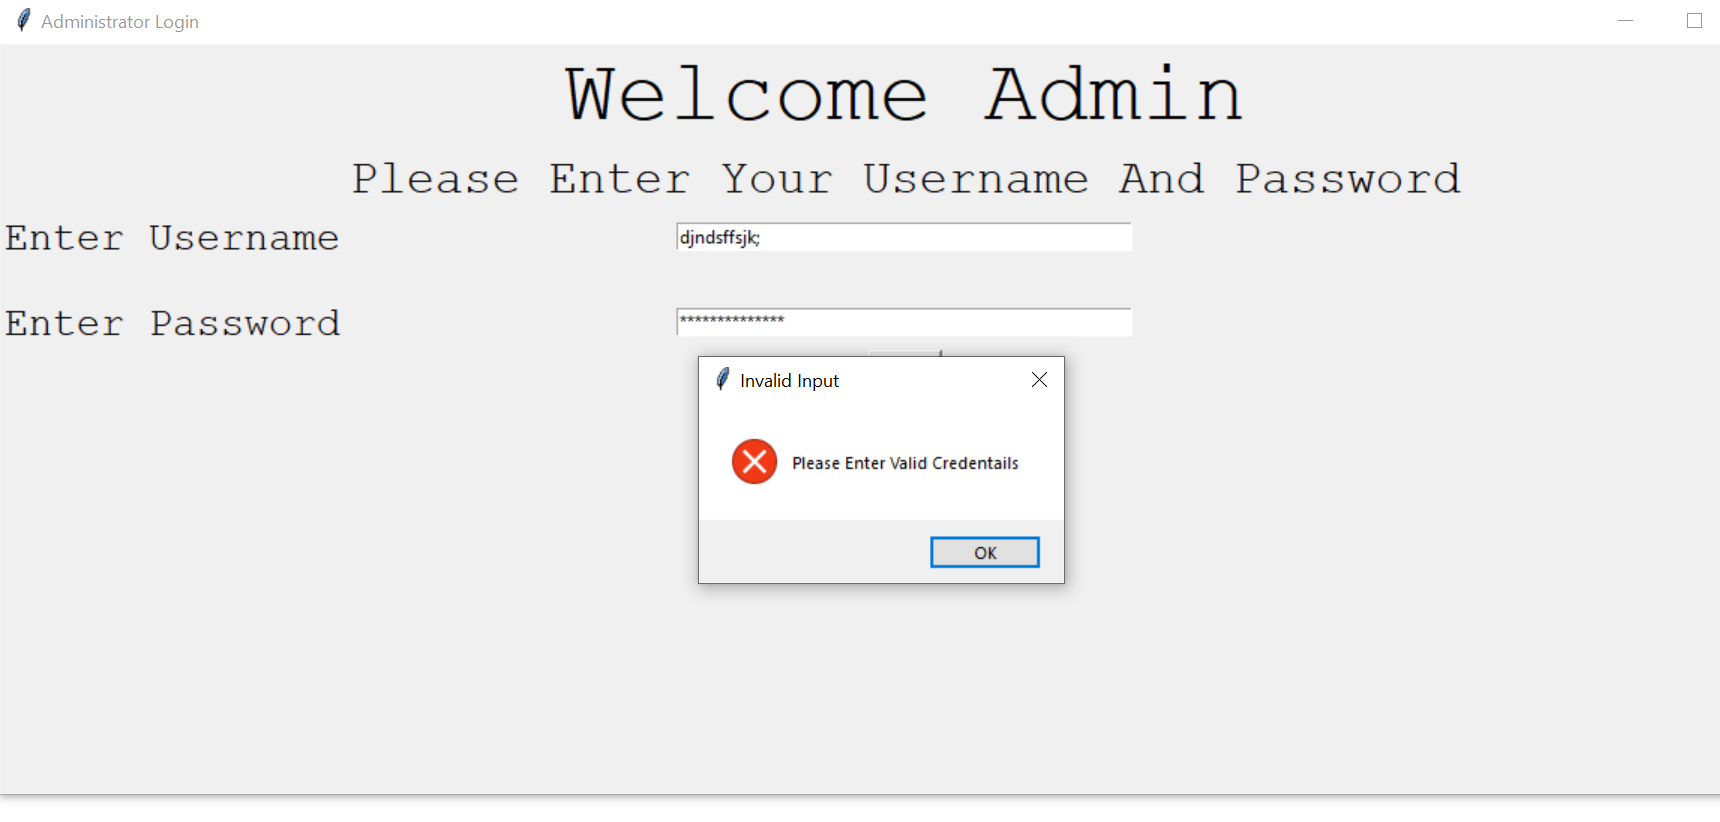 Administrator Login
Welcome Admin
Please Enter Your Username And Password
Enter Username
djndsffsjk;
Enter Password
**************
Invalid Input
Please Enter Valid Credentails
OK